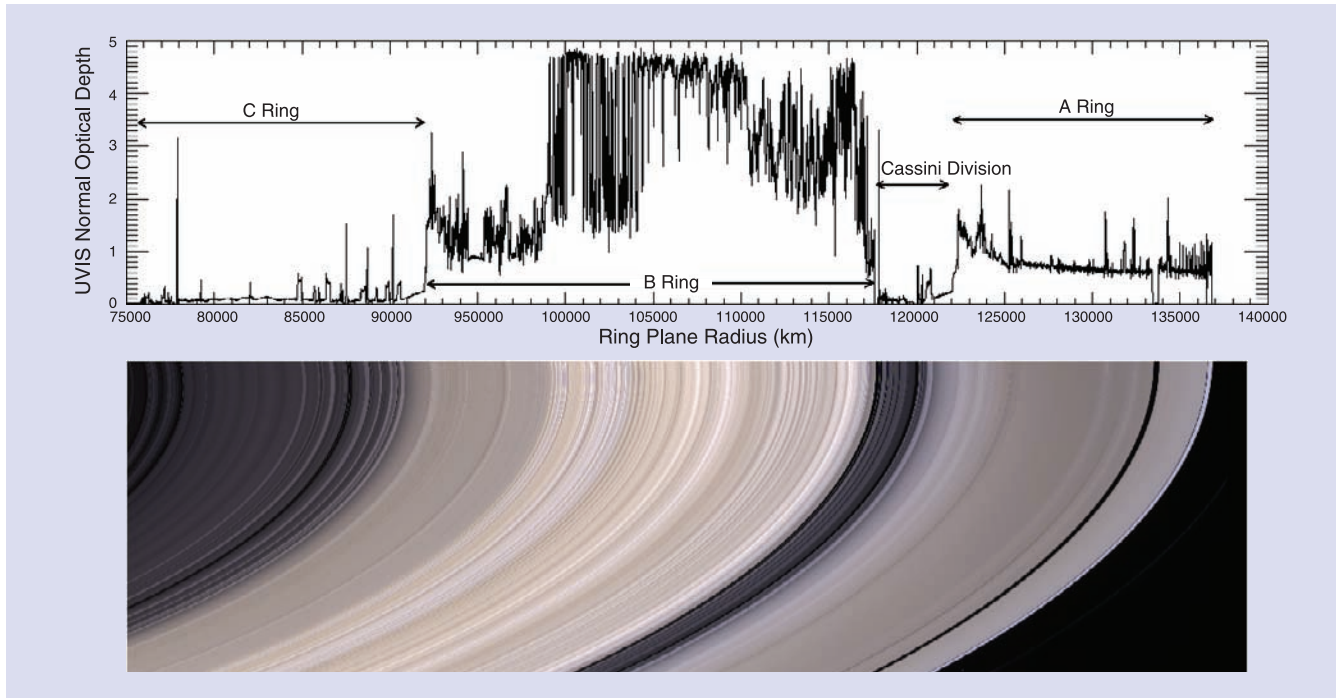 5
4
3
2
1
0
UVIS Normal Optical Depth
C Ring
A Ring
Cassini Division
B Ring
75000 80000 85000 90000 950000 100000 105000 110000 115000 120000 125000 130000 135000 140000
Ring Plane Radius (km)